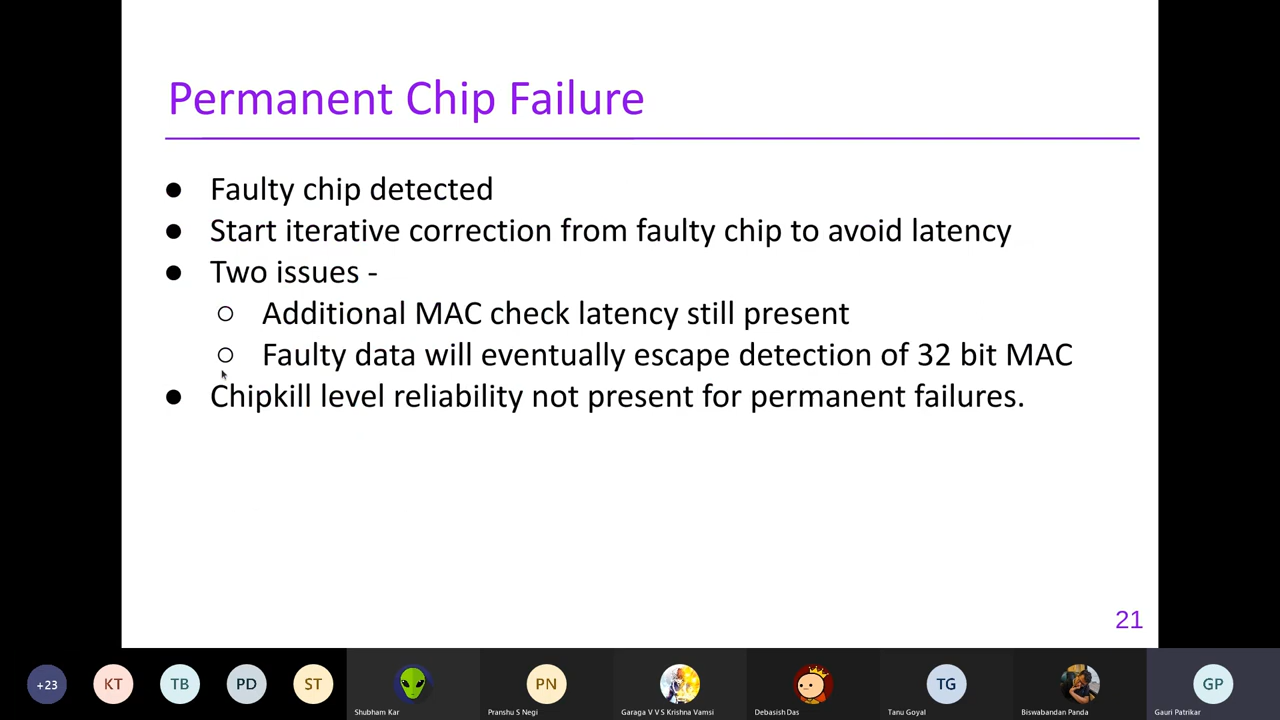 Permanent Chip Failure
● Faulty chip detected
● Start iterative correction from faulty chip to avoid latency
● Two issues -
○ Additional MAC check latency still present
○ Faulty data will eventually escape detection of 32 bit MAC
● Chipkill level reliability not present for permanent failures.
21
+23 KT TB PD ST PN TG GP
Shubham Kar Pranshu S Negi Garaga V V S Krishna Vamsi Debasish Das Tanu Goyal Biswabandan Panda Gauri Patrikar